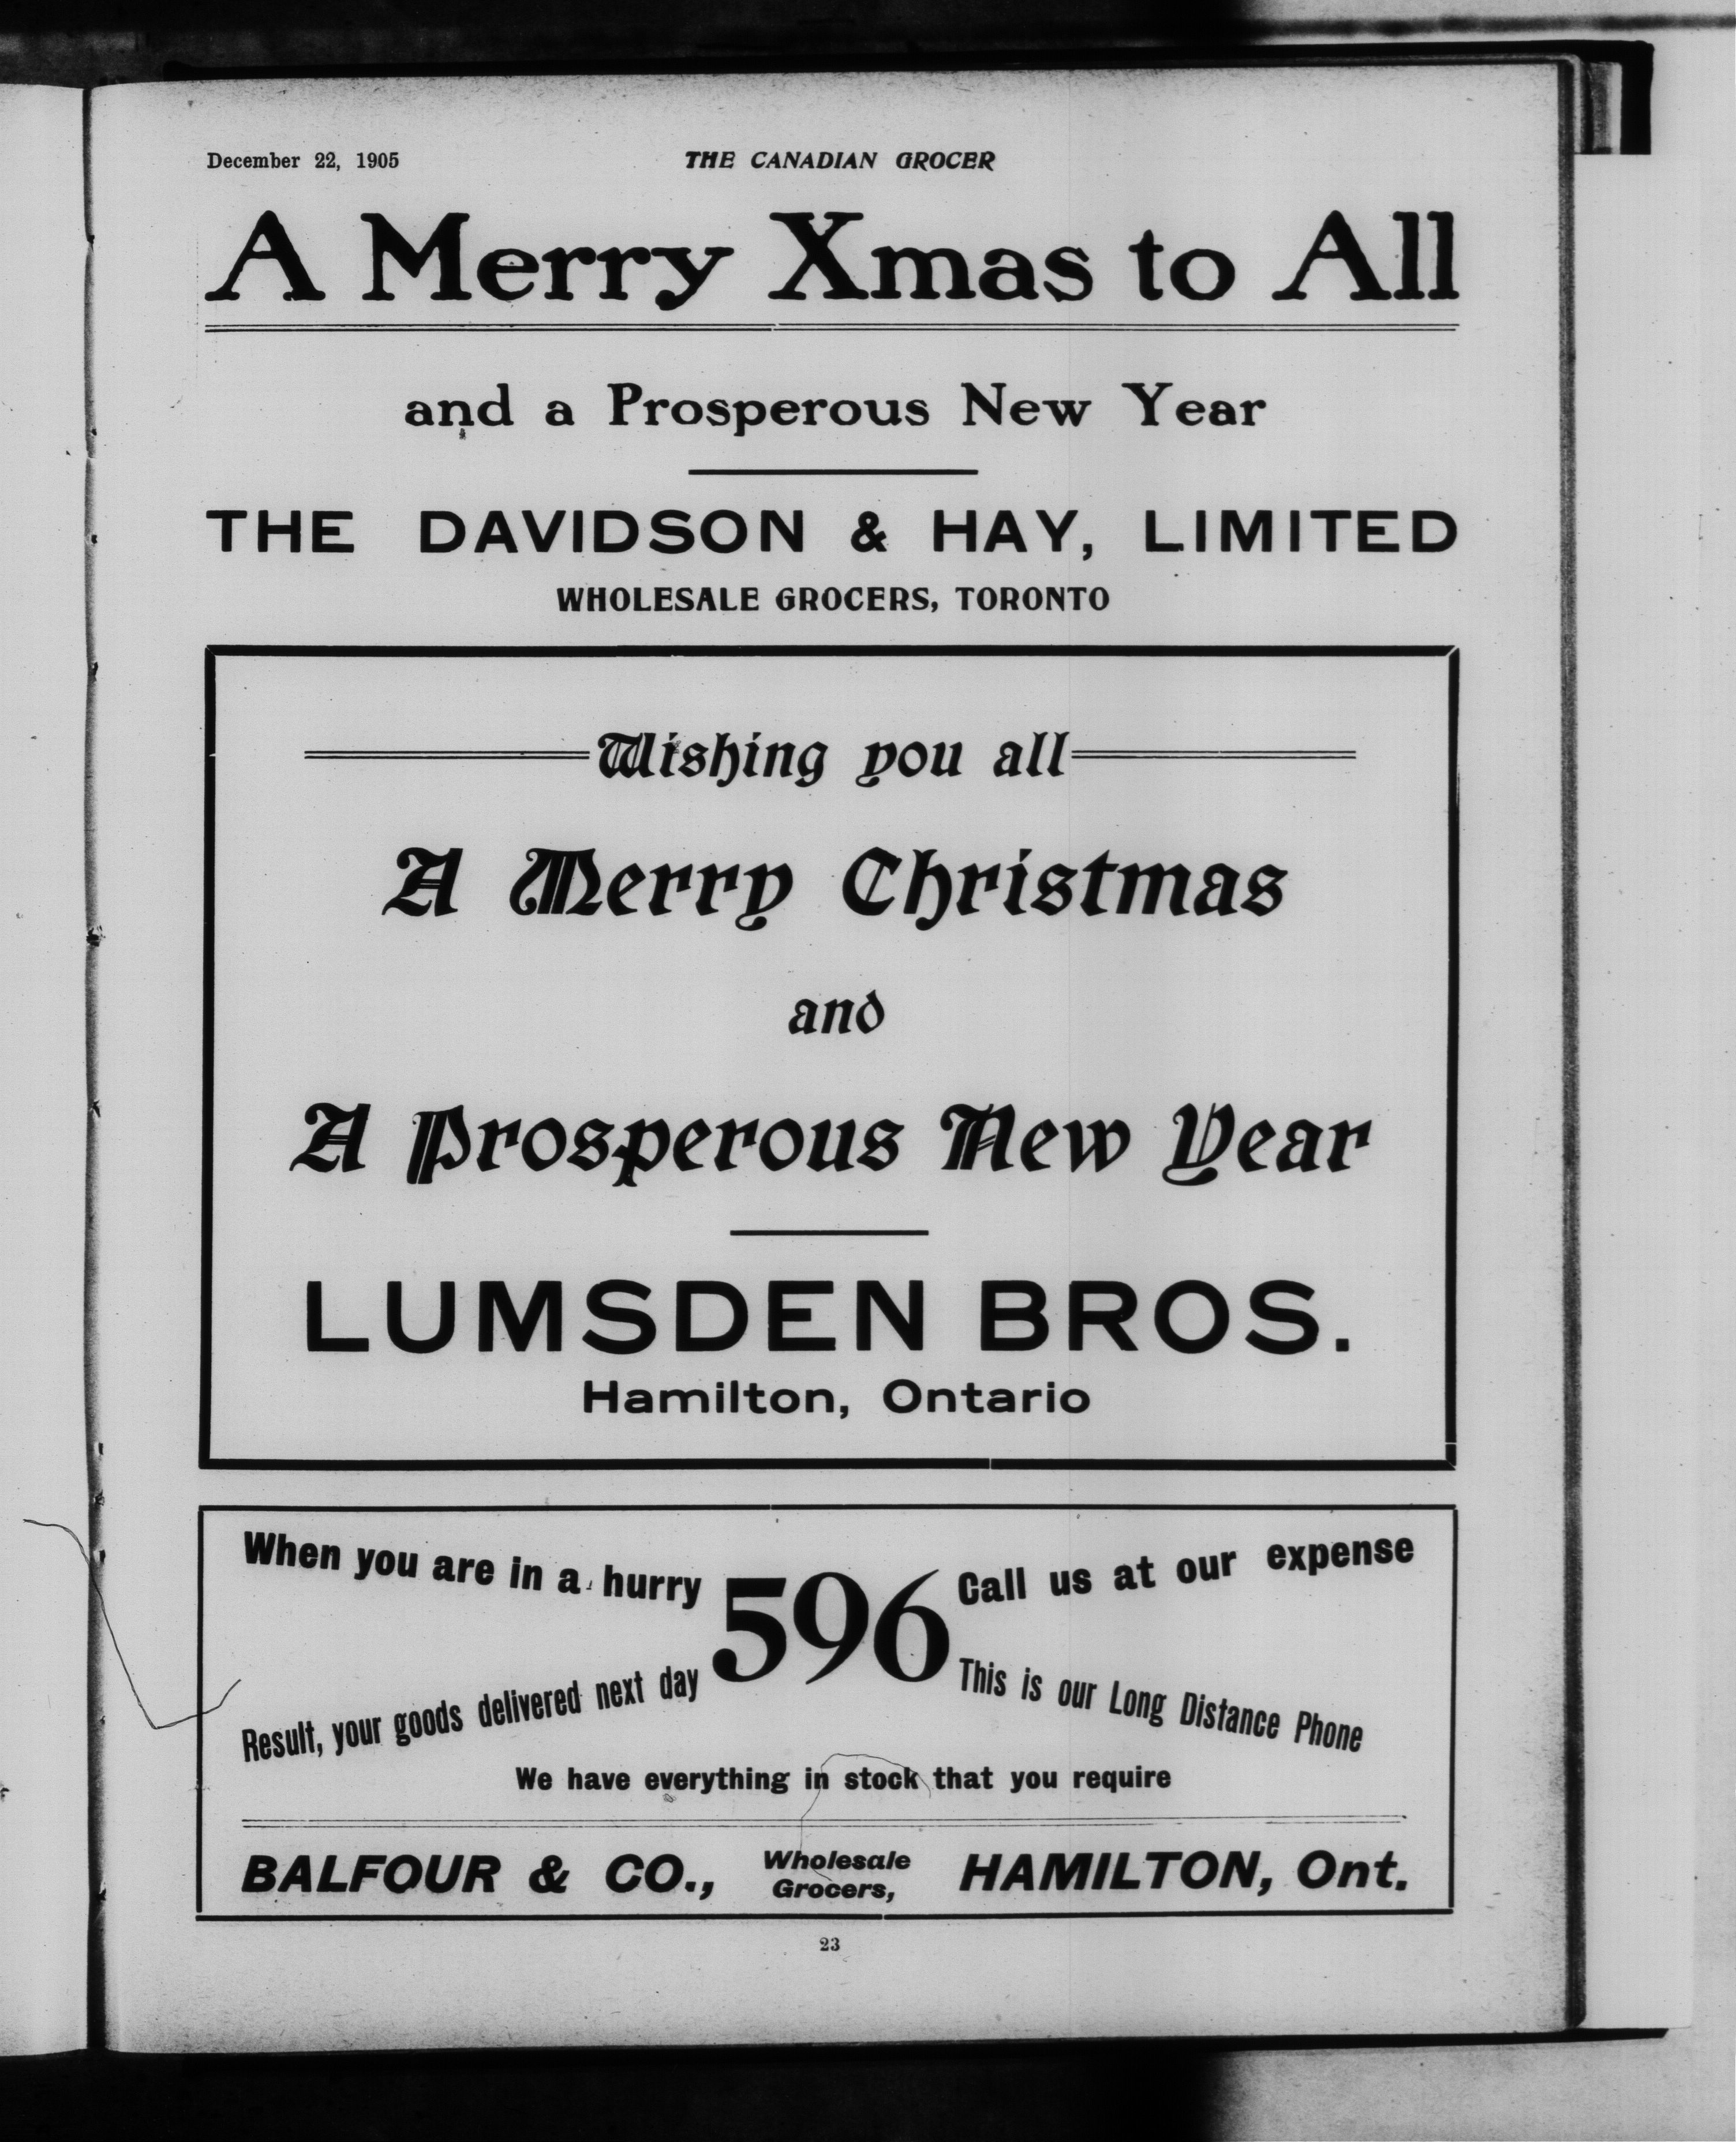 December 22, 1905 THE CANADIAN GROCER
A Merry Xmas to All
and a Prosperous New Year
THE DAVIDSON & HAY, LIMITED
WHOLESALE GROCERS, TORONTO
Wishing you all
A Merry Christmas
and
A Prosperous New Year
LUMSDEN BROS.
Hamilton, Ontario
When you are in a hurry
596
Call us at our expense
Result, your goods delivered next day
This is our Long Distance Phone
We have everything in stock that you require
BALFOUR & CO., Wholesale Grocers, HAMILTON, Ont.
23